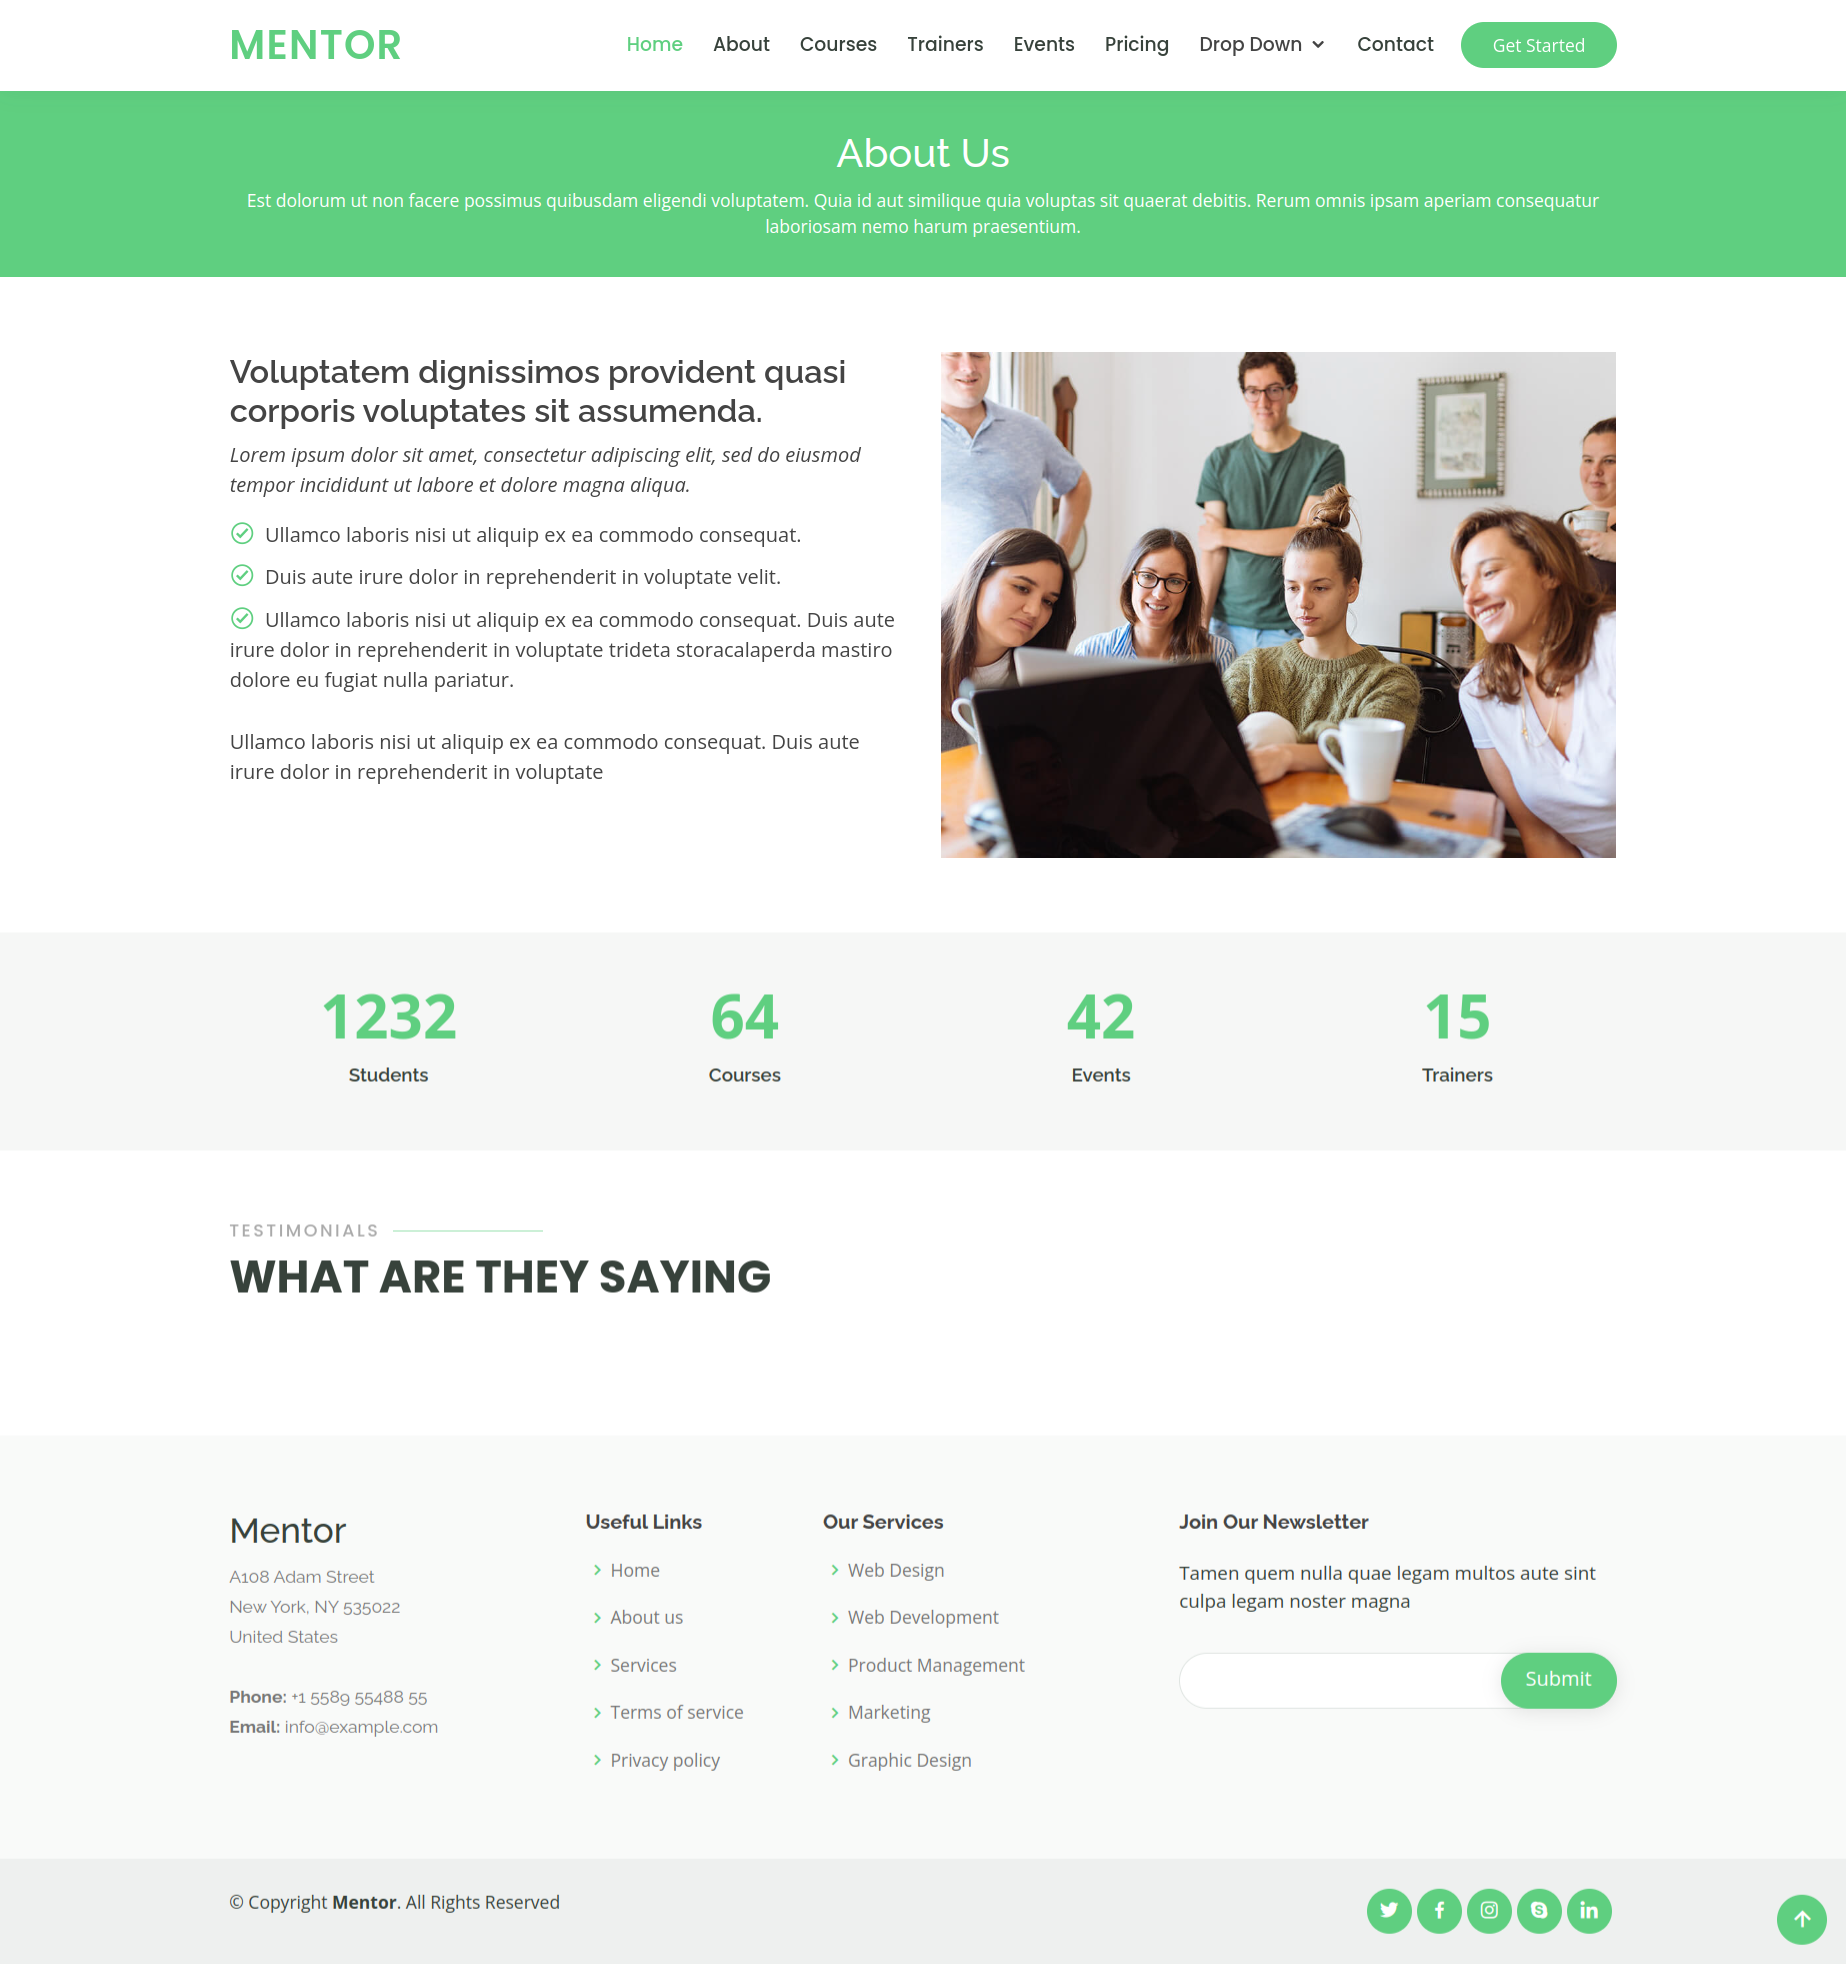 MENTOR
Home About Courses Trainers Events Pricing Drop Down Contact Get Started
About Us
Est dolorum ut non facere possimus quibusdam eligendi voluptatem. Quia id aut similique quia voluptas sit quaerat debitis. Rerum omnis ipsam aperiam consequatur
laboriosam nemo harum praesentium.
Voluptatem dignissimos provident quasi
corporis voluptates sit assumenda.
Lorem ipsum dolor sit amet, consectetur adipiscing elit, sed do eiusmod
tempor incididunt ut labore et dolore magna aliqua.
Ullamco laboris nisi ut aliquip ex ea commodo consequat.
Duis aute irure dolor in reprehenderit in voluptate velit.
Ullamco laboris nisi ut aliquip ex ea commodo consequat. Duis aute
irure dolor in reprehenderit in voluptate trideta storacalaperda mastiro
dolore eu fugiat nulla pariatur.
Ullamco laboris nisi ut aliquip ex ea commodo consequat. Duis aute
irure dolor in reprehenderit in voluptate
1232
Students
64
Courses
42
Events
15
Trainers
TESTIMONIALS
WHAT ARE THEY SAYING
Mentor
A108 Adam Street
New York, NY 535022
United States
Phone: +1 5589 55488 55
Email: info@example.com
Useful Links
Home
About us
Services
Terms of service
Privacy policy
Our Services
Web Design
Web Development
Product Management
Marketing
Graphic Design
Join Our Newsletter
Tamen quem nulla quae legam multos aute sint
culpa legam noster magna
Submit
© Copyright Mentor. All Rights Reserved